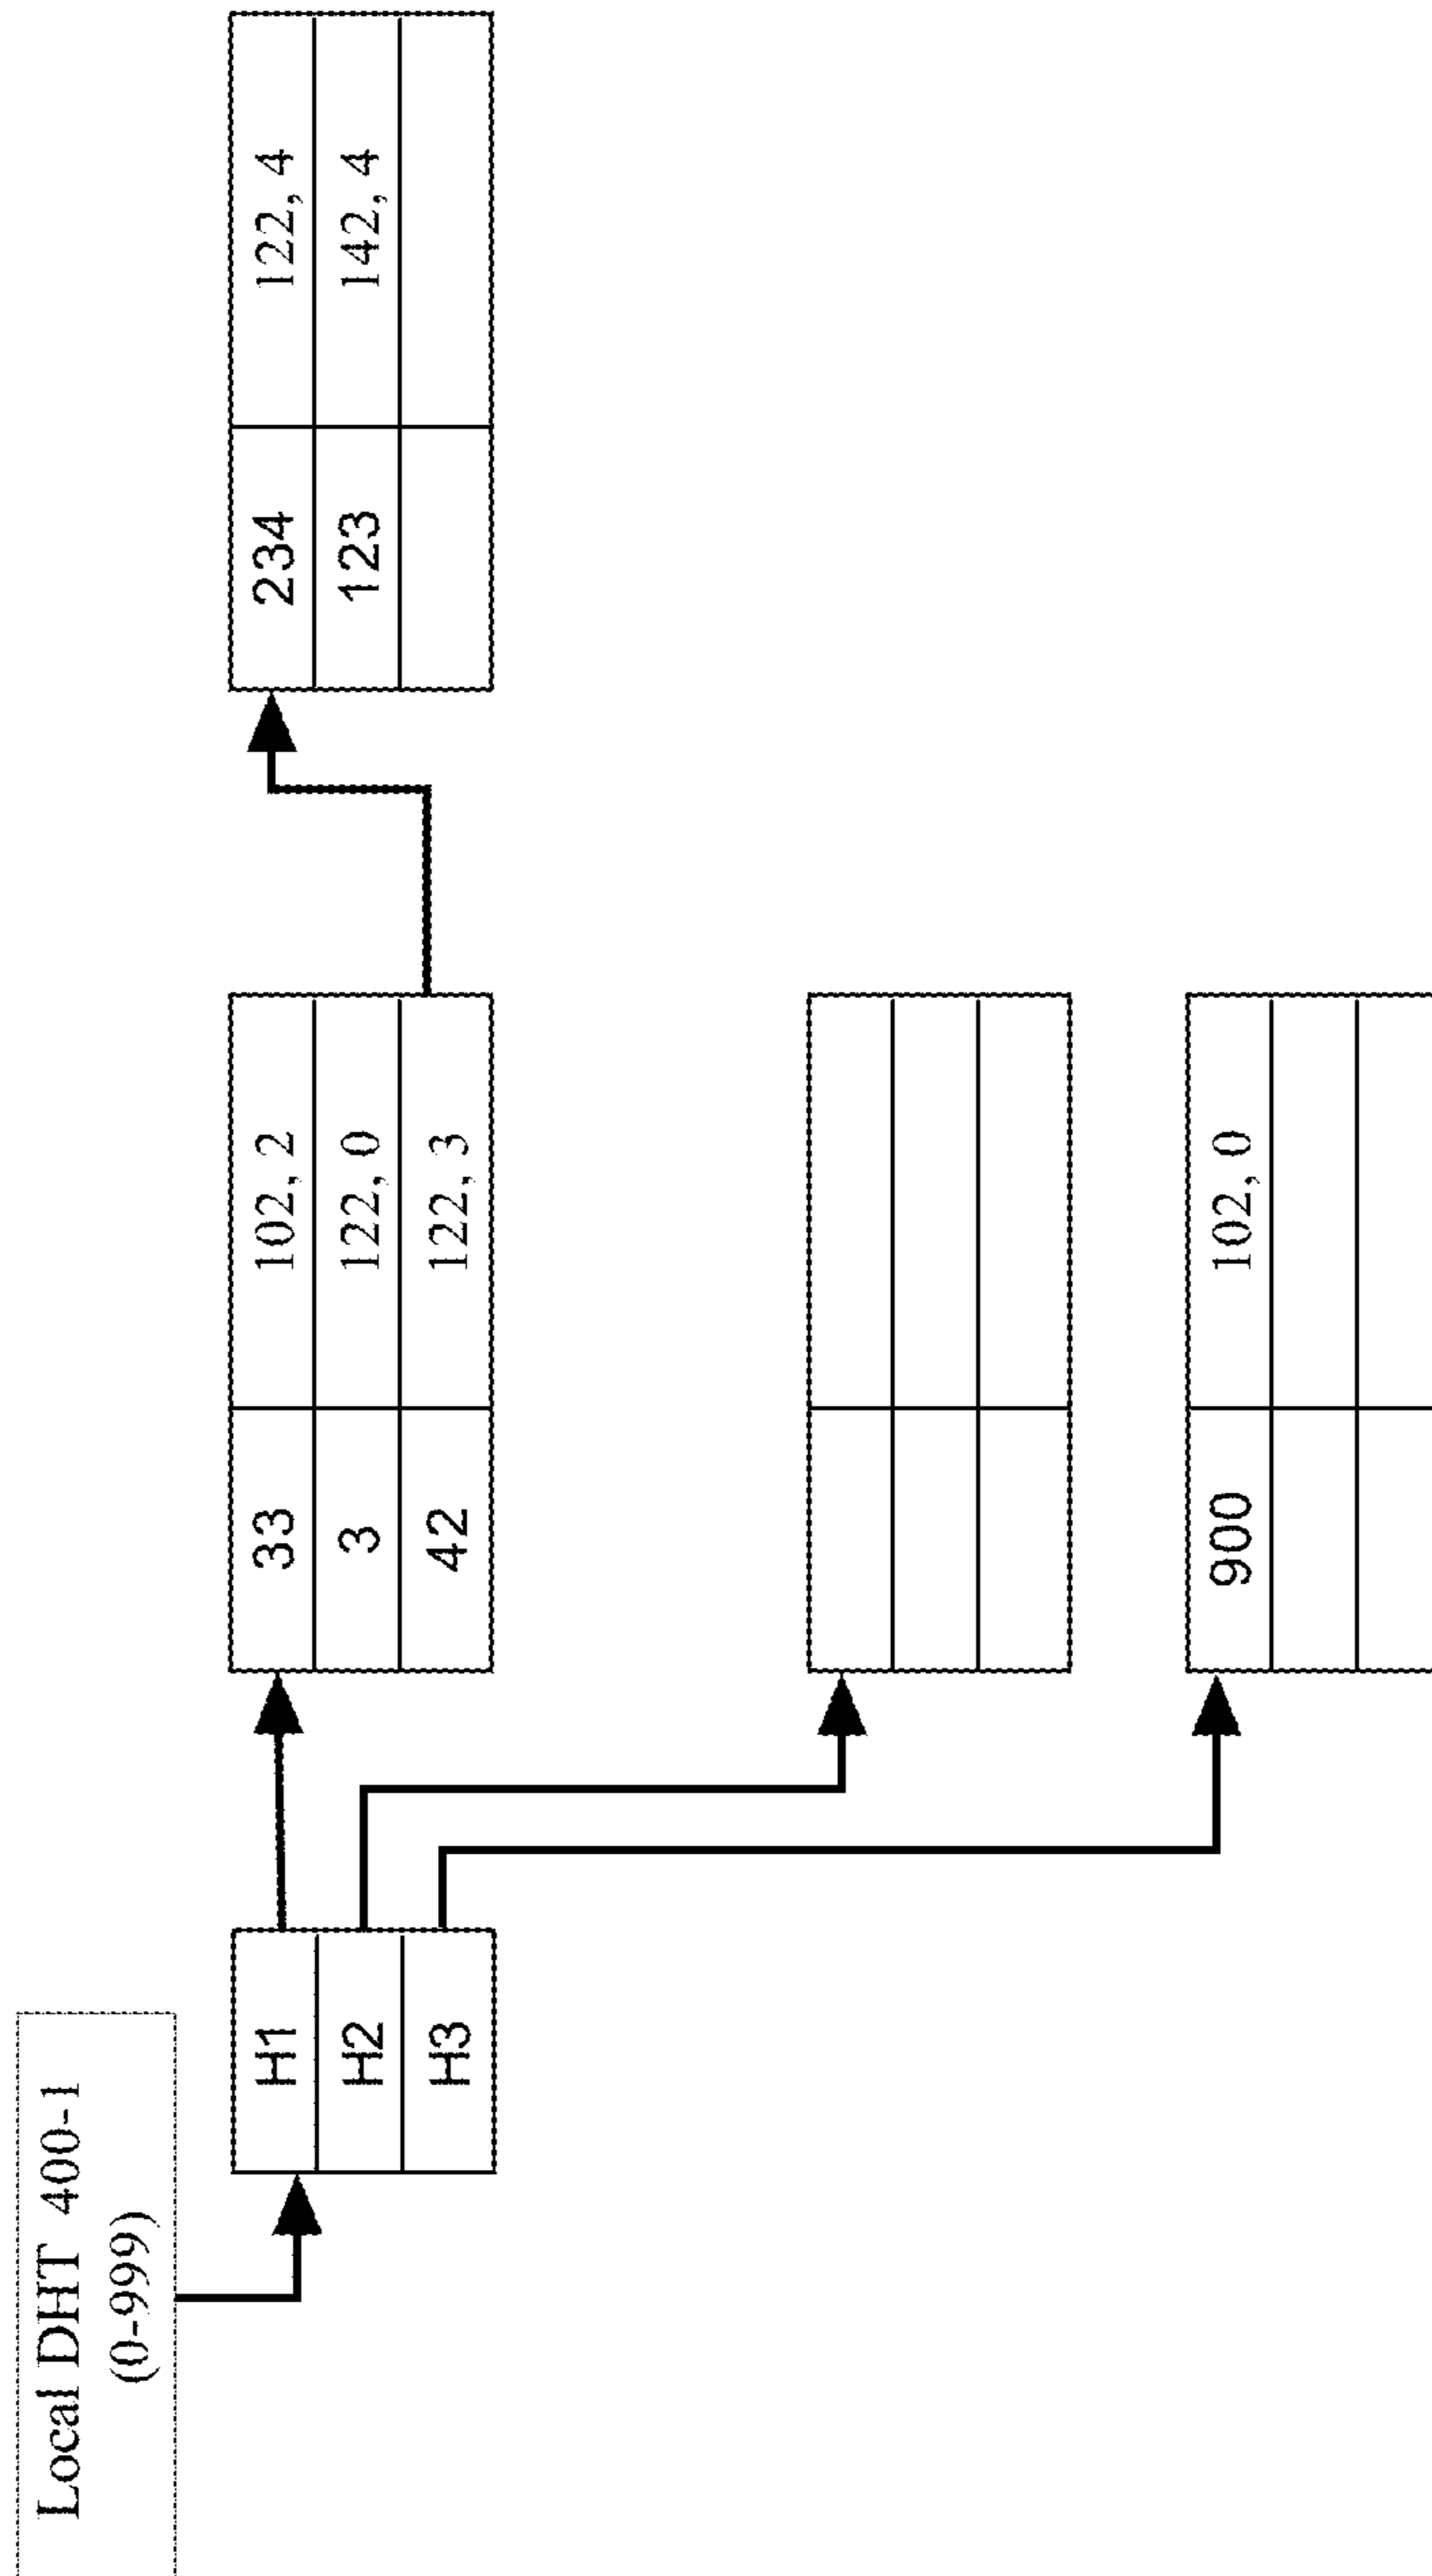 Local DHT 400-1
(0-999)
H1
H2
H3
33 102, 2
3 122, 0
42 122, 3
234 122, 4
123 142, 4
900 102, 0